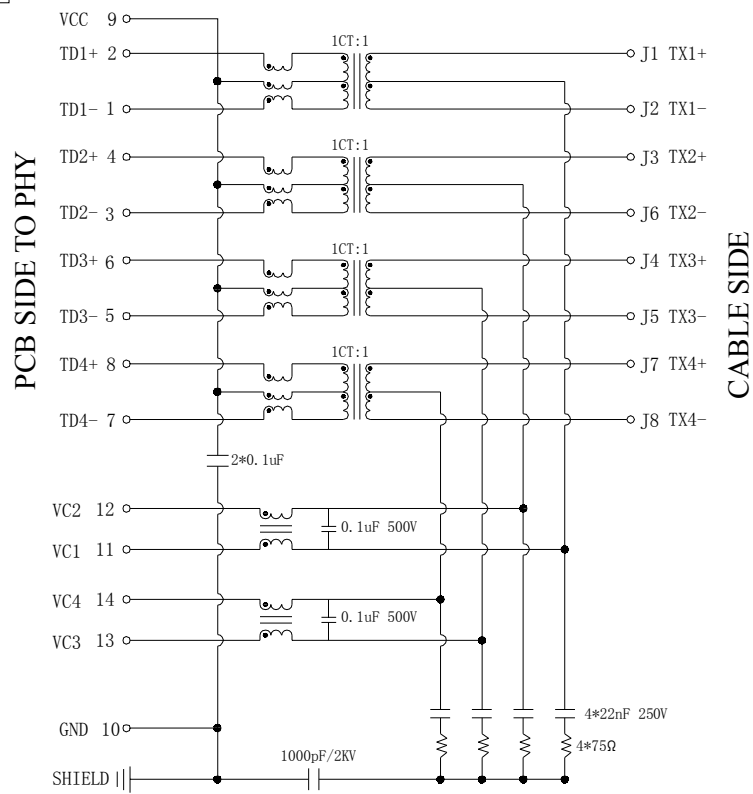 VCC 9
TD1+ 2
1CT:1
J1 TX1+
TD1- 1
J2 TX1-
TD2+ 4
1CT:1
J3 TX2+
TD2- 3
J6 TX2-
TD3+ 6
1CT:1
J4 TX3+
TD3- 5
J5 TX3-
TD4+ 8
1CT:1
J7 TX4+
TD4- 7
J8 TX4-
PCB SIDE TO PHY
CABLE SIDE
2*0.1uF
VC2 12
0.1uF 500V
VC1 11
VC4 14
0.1uF 500V
VC3 13
4*22nF 250V
GND 10
4*75Ω
1000pF/2KV
SHIELD